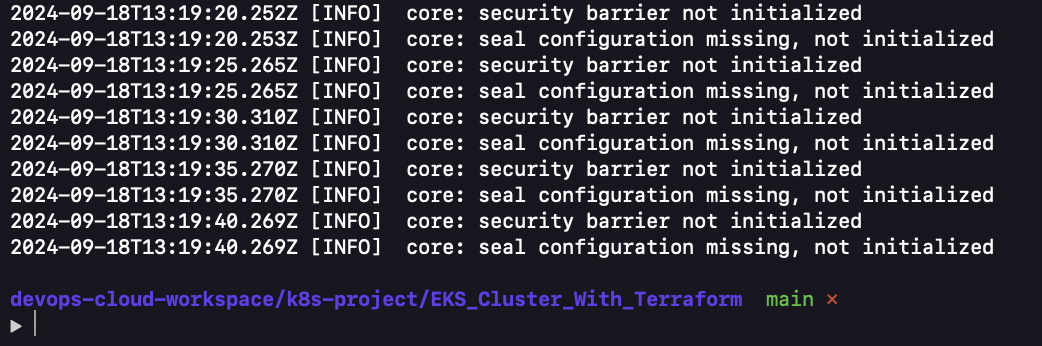 2024-09-18T13:19:20.252Z [INFO]  core: security barrier not initialized
2024-09-18T13:19:20.253Z [INFO]  core: seal configuration missing, not initialized
2024-09-18T13:19:25.265Z [INFO]  core: security barrier not initialized
2024-09-18T13:19:25.265Z [INFO]  core: seal configuration missing, not initialized
2024-09-18T13:19:30.310Z [INFO]  core: security barrier not initialized
2024-09-18T13:19:30.310Z [INFO]  core: seal configuration missing, not initialized
2024-09-18T13:19:35.270Z [INFO]  core: security barrier not initialized
2024-09-18T13:19:35.270Z [INFO]  core: seal configuration missing, not initialized
2024-09-18T13:19:40.269Z [INFO]  core: security barrier not initialized
2024-09-18T13:19:40.269Z [INFO]  core: seal configuration missing, not initialized
devops-cloud-workspace/k8s-project/EKS_Cluster_With_Terraform  main ×
▶